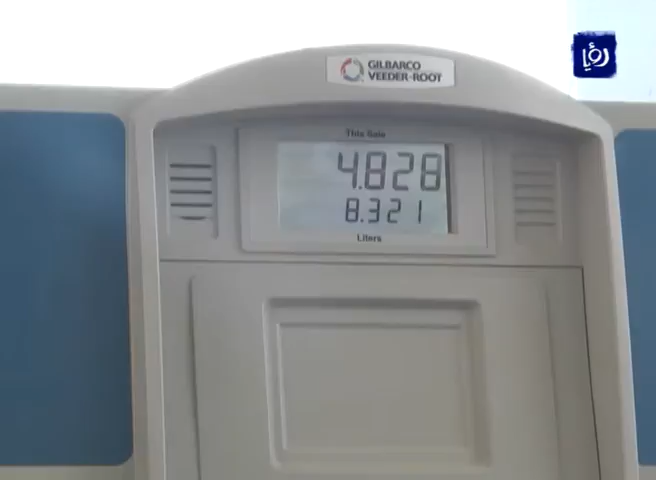 رؤيا
GILBARCO
VEEDER-ROOT
This Sale
4.828
8.321
Liters